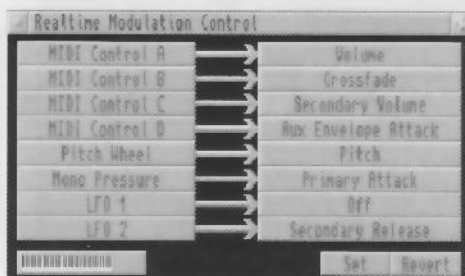 Realtime Modulation Control
MIDI Control A Volume
MIDI Control B Crossfade
MIDI Control C Secondary Volume
MIDI Control D Aux Envelope Attack
Pitch Wheel Pitch
Mono Pressure Primary Attack
LFO 1 Off
LFO 2 Secondary Release
Set Revert